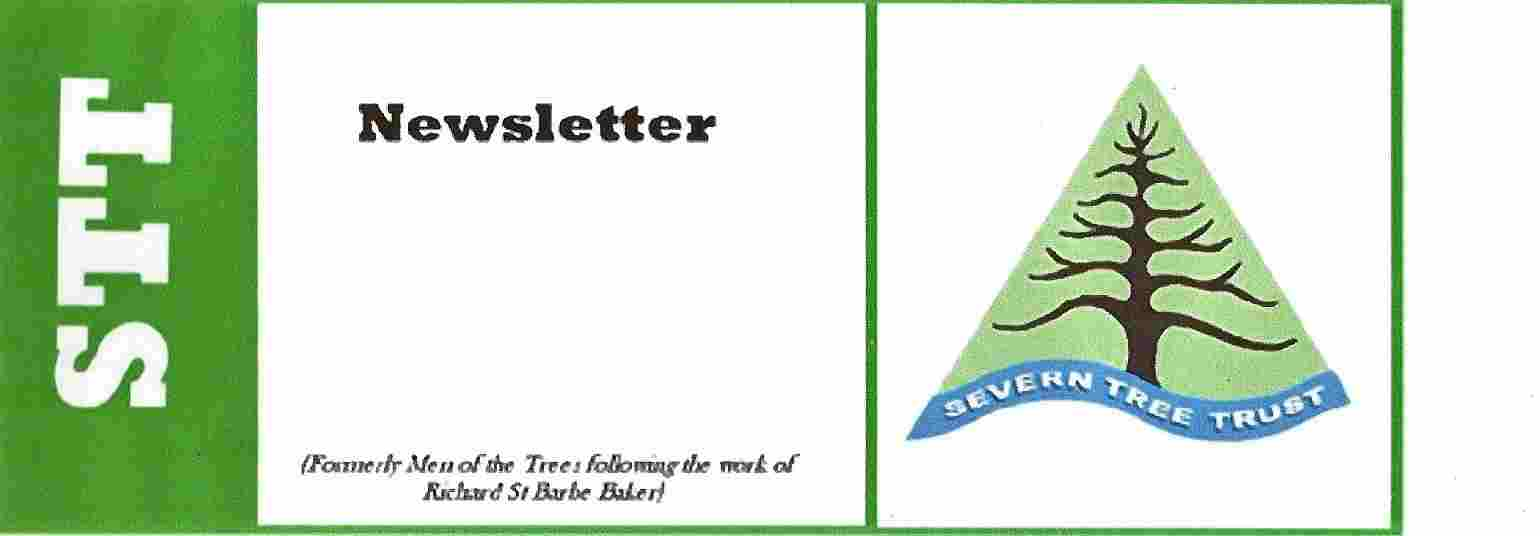 STT
Newsletter
(Formerly Men of the Trees following the work of
Richard St Barbe Baker)
SEVERN TREE TRUST